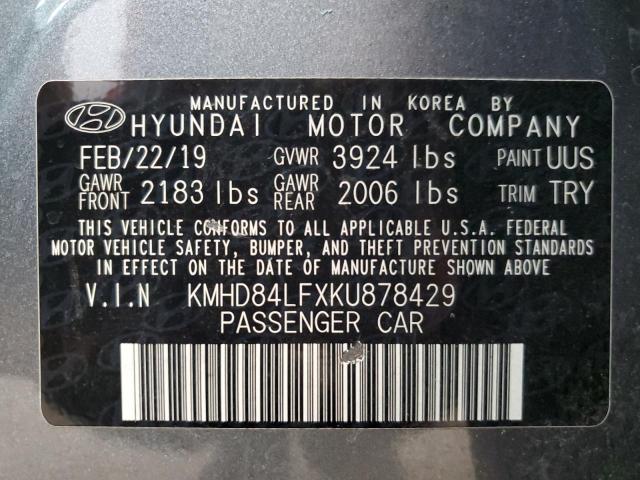 MANUFACTURED IN KOREA BY
HYUNDAI MOTOR COMPANY
FEB/22/19 GVWR 3924 lbs PAINT UUS
GAWR FRONT 2183 lbs GAWR REAR 2006 lbs TRIM TRY
THIS VEHICLE CONFORMS TO ALL APPLICABLE U.S.A. FEDERAL
MOTOR VEHICLE SAFETY, BUMPER, AND THEFT PREVENTION STANDARDS
IN EFFECT ON THE DATE OF MANUFACTURE SHOWN ABOVE.
V.I.N KMHD84LFXKU878429
PASSENGER CAR